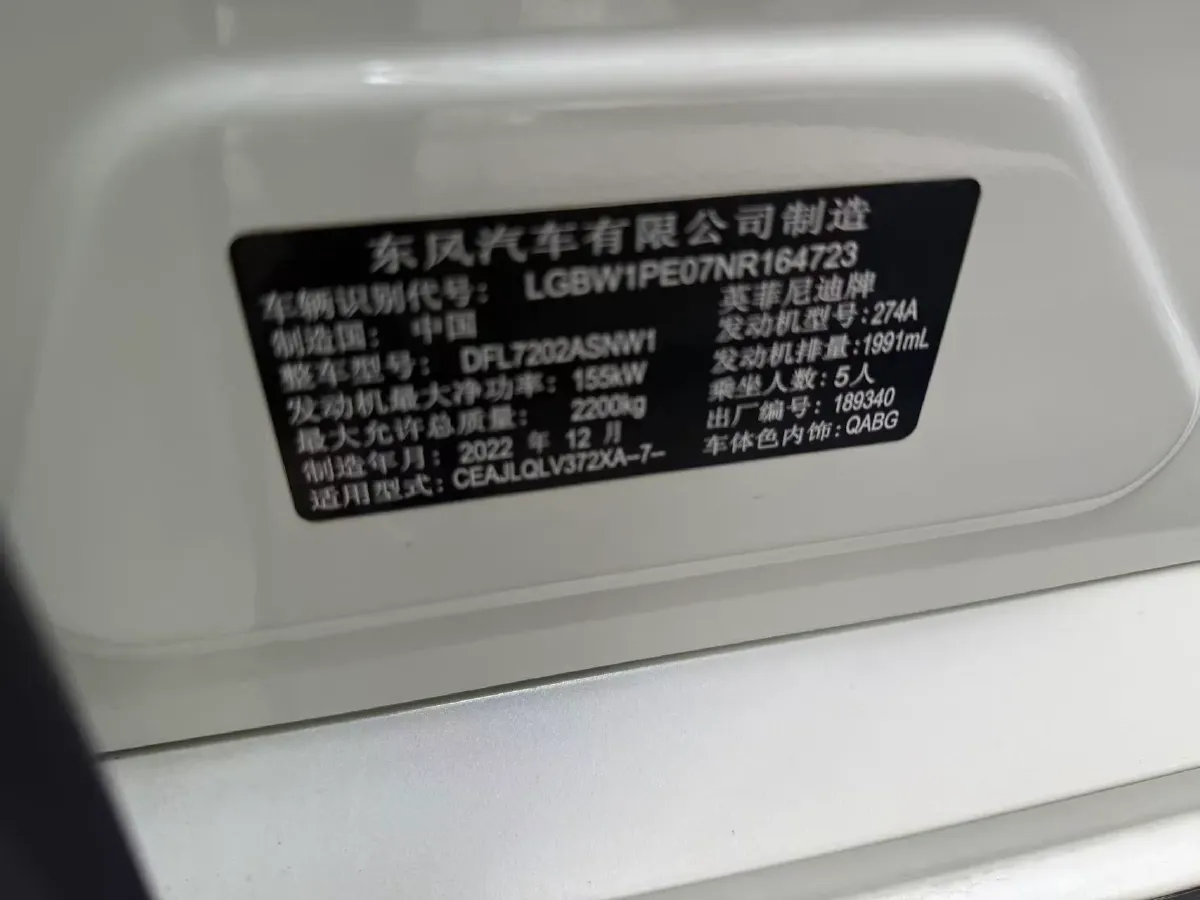 东风汽车有限公司制造
车辆识别代号: LGBW1PE07NR164723
制造国: 中国 英菲尼迪牌
整车型号: DFL7202ASNW1 发动机型号:274A
发动机最大净功率: 155kW 发动机排量:1991mL
最大允许总质量: 2200kg 乘坐人数:5人
制造年月: 2022 年 12 月 出厂编号: 189340
适用型式:CEAJLQLV372XA-7- 车体色内饰:QABG